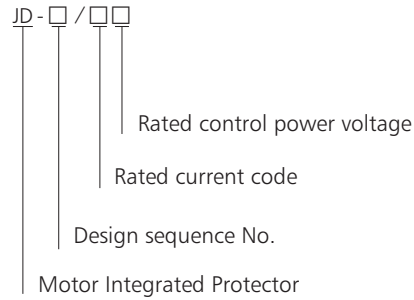 JD-□/□□
Rated control power voltage
Rated current code
Design sequence No.
Motor Integrated Protector